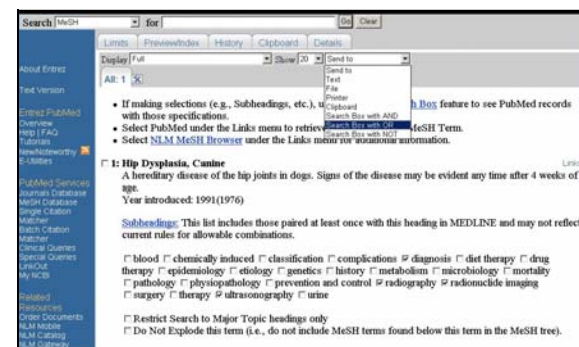 Search MeSH for Go Clear
Limits Preview/Index History Clipboard Details
Display Full Show 20 Send to
Send to
Text
File
Printer
Clipboard
Search Box with AND
Search Box with OR
Search Box with NOT
All: 1
About Entrez
Text Version
Entrez PubMed
Overview
Help | FAQ
Tutorials
New/Noteworthy
E-Utilities
PubMed Services
Journals Database
MeSH Database
Single Citation
Matcher
Batch Citation
Matcher
Clinical Queries
Special Queries
LinkOut
My NCBI
Related
Resources
Order Documents
NLM Mobile
NLM Catalog
NLM Gateway
If making selections (e.g., Subheadings, etc.), u h Box feature to see PubMed records
with those specifications.
Select PubMed under the Links menu to retriev MeSH Term.
Select NLM MeSH Browser under the Links menu for additional information.
1: Hip Dysplasia, Canine Link
A hereditary disease of the hip joints in dogs. Signs of the disease may be evident any time after 4 weeks of
age.
Year introduced: 1991(1976)
Subheadings: This list includes those paired at least once with this heading in MEDLINE and may not reflect
current rules for allowable combinations.
blood chemically induced classification complications diagnosis diet therapy drug
therapy epidemiology etiology genetics history metabolism microbiology mortality
pathology physiopathology prevention and control radiography radionuclide imaging
surgery therapy ultrasonography urine
Restrict Search to Major Topic headings only
Do Not Explode this term (i.e., do not include MeSH terms found below this term in the MeSH tree).